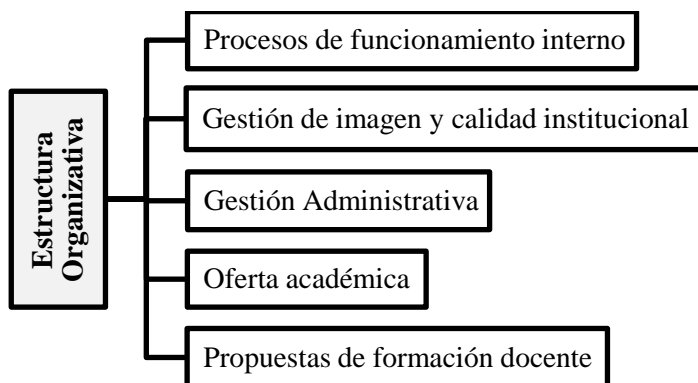 Estructura
Organizativa
Procesos de funcionamiento interno
Gestión de imagen y calidad institucional
Gestión Administrativa
Oferta académica
Propuestas de formación docente